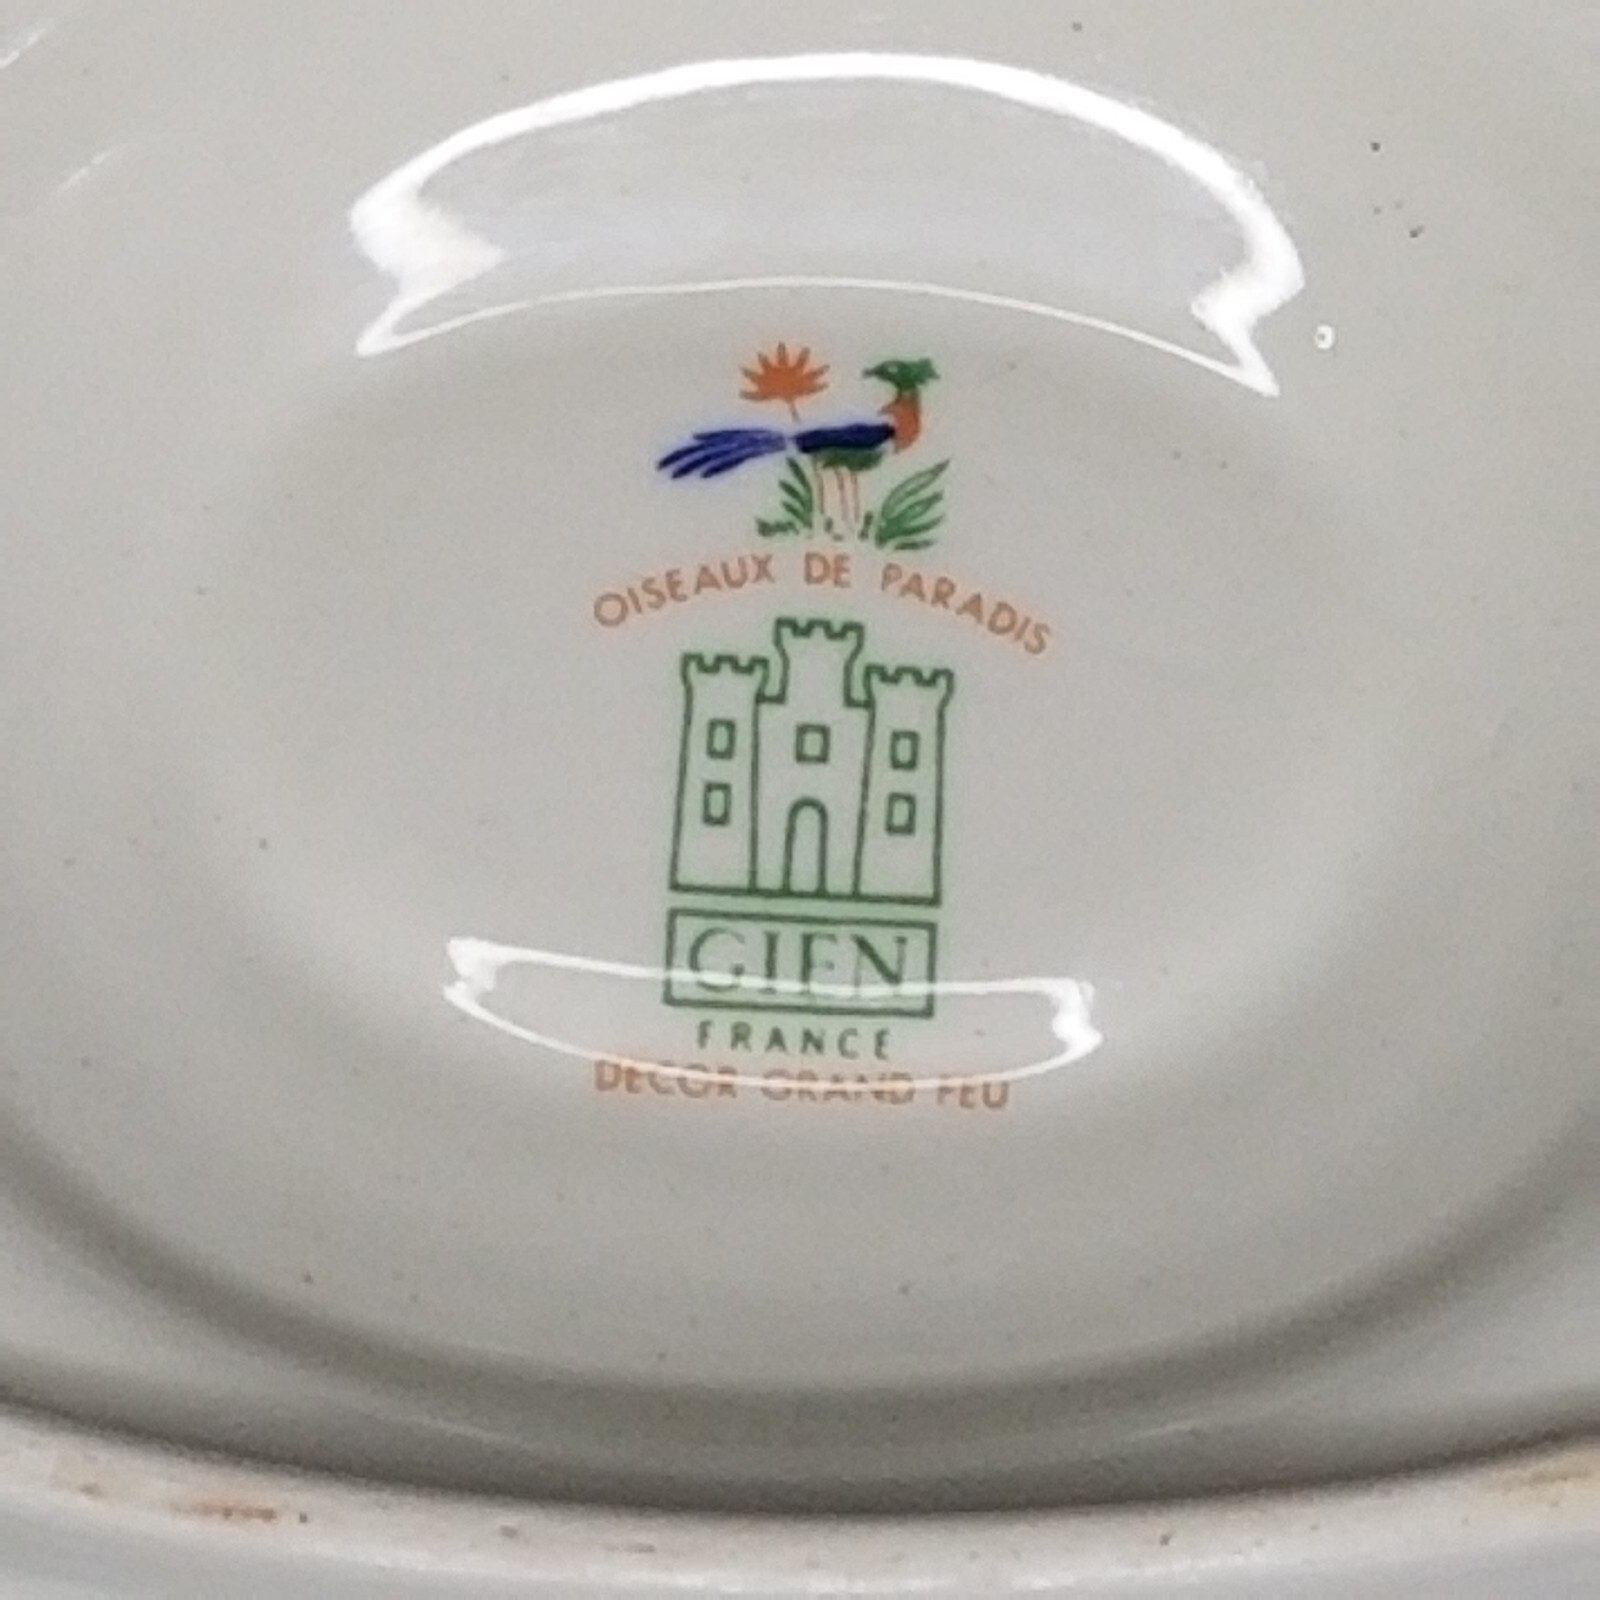 OISEAUX DE PARADIS
GIEN
FRANCE
DECOR GRAND FEU